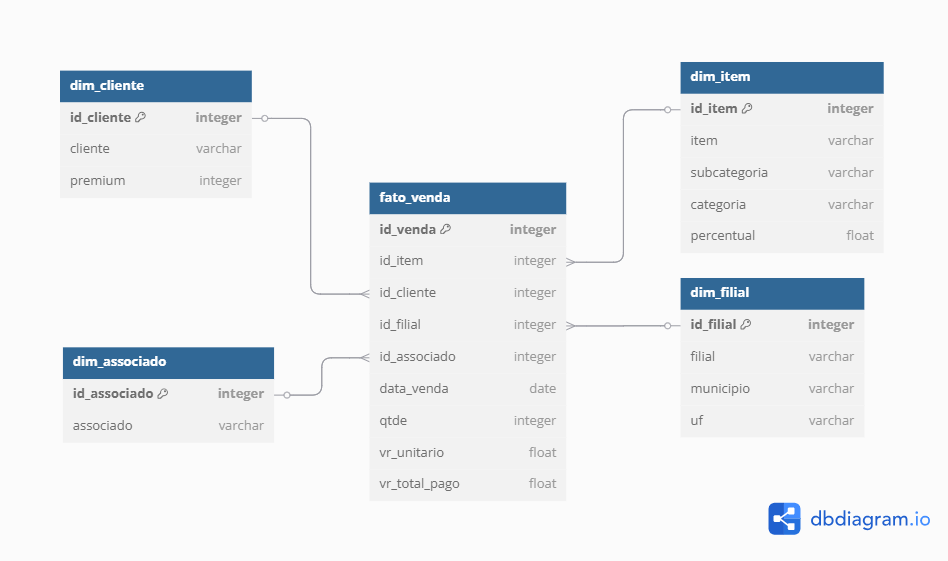 dim_cliente
id_cliente integer
cliente varchar
premium integer
dim_associado
id_associado integer
associado varchar
fato_venda
id_venda integer
id_item integer
id_cliente integer
id_filial integer
id_associado integer
data_venda date
qtde integer
vr_unitario float
vr_total_pago float
dim_item
id_item integer
item varchar
subcategoria varchar
categoria varchar
percentual float
dim_filial
id_filial integer
filial varchar
municipio varchar
uf varchar
dbdiagram.io